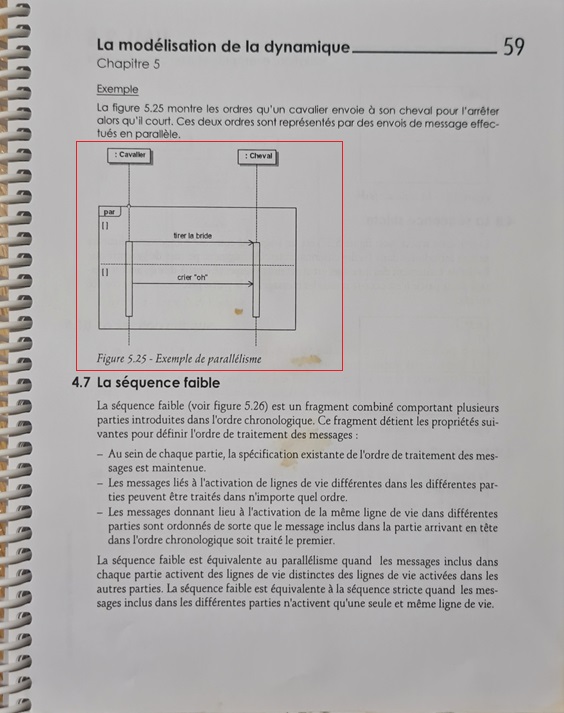 La modélisation de la dynamique 59
Chapitre 5
Exemple
La figure 5.25 montre les ordres qu'un cavalier envoie à son cheval pour l'arrêter
alors qu'il court. Ces deux ordres sont représentés par des envois de message effec-
tués en parallèle.
: Cavalier : Cheval
par
[]
tirer la bride
[]
crier "oh"
Figure 5.25 - Exemple de parallélisme
4.7 La séquence faible
La séquence faible (voir figure 5.26) est un fragment combiné comportant plusieurs
parties introduites dans l'ordre chronologique. Ce fragment détient les propriétés sui-
vantes pour définir l'ordre de traitement des messages :
– Au sein de chaque partie, la spécification existante de l'ordre de traitement des mes-
sages est maintenue.
– Les messages liés à l'activation de lignes de vie différentes dans les différentes par-
ties peuvent être traités dans n'importe quel ordre.
– Les messages donnant lieu à l'activation de la même ligne de vie dans différentes
parties sont ordonnés de sorte que le message inclus dans la partie arrivant en tête
dans l'ordre chronologique soit traité le premier.
La séquence faible est équivalente au parallélisme quand les messages inclus dans
chaque partie activent des lignes de vie distinctes des lignes de vie activées dans les
autres parties. La séquence faible est équivalente à la séquence stricte quand les mes-
sages inclus dans les différentes parties n'activent qu'une seule et même ligne de vie.